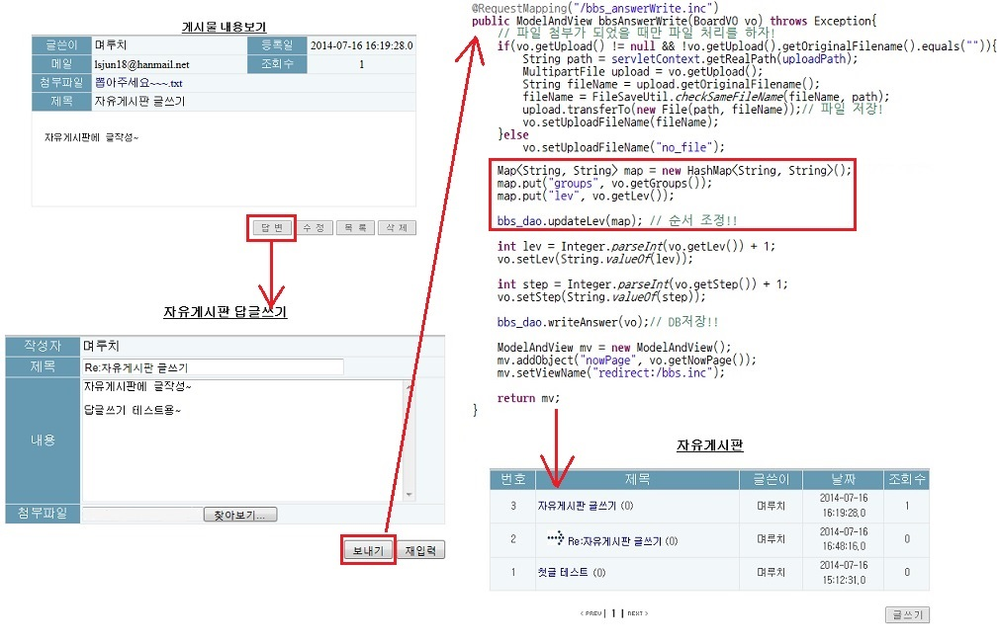 게시물 내용보기
글쓴이 며루치 등록일 2014-07-16 16:19:28.0
메일 lsjun18@hanmail.net 조회수 1
첨부파일 뽑아주세요~~~.txt
제목 자유게시판 글쓰기
자유게시판에 글작성~
답 변 수 정 목 록 삭 제
자유게시판 답글쓰기
작성자 며루치
제목 Re:자유게시판 글쓰기
내용
자유게시판에 글작성~
답글쓰기 테스트용~
첨부파일 찾아보기...
보내기 재입력
@RequestMapping("/bbs_answerWrite.inc")
public ModelAndView bbsAnswerWrite(BoardVO vo) throws Exception{
// 파일 첨부가 되었을 때만 파일 처리를 하자!
if(vo.getUpload() != null && !vo.getUpload().getOriginalFilename().equals("")){
String path = servletContext.getRealPath(uploadPath);
MultipartFile upload = vo.getUpload();
String fileName = upload.getOriginalFilename();
fileName = FileSaveUtil.checkSameFileName(fileName, path);
upload.transferTo(new File(path, fileName));// 파일 저장!
vo.setUploadFileName(fileName);
}else
vo.setUploadFileName("no_file");
Map<String, String> map = new HashMap<String, String>();
map.put("groups", vo.getGroups());
map.put("lev", vo.getLev());
bbs_dao.updateLev(map); // 순서 조정!!
int lev = Integer.parseInt(vo.getLev()) + 1;
vo.setLev(String.valueOf(lev));
int step = Integer.parseInt(vo.getStep()) + 1;
vo.setStep(String.valueOf(step));
bbs_dao.writeAnswer(vo);// DB저장!!
ModelAndView mv = new ModelAndView();
mv.addObject("nowPage", vo.getNowPage());
mv.setViewName("redirect:/bbs.inc");
return mv;
}
자유게시판
번호 제목 글쓴이 날짜 조회수
3 자유게시판 글쓰기 (0) 며루치 2014-07-16 16:19:28.0 1
2 Re:자유게시판 글쓰기 (0) 며루치 2014-07-16 16:48:16.0 0
1 첫글 테스트 (0) 며루치 2014-07-16 15:12:31.0 0
< PREV | 1 | NEXT >
글쓰기